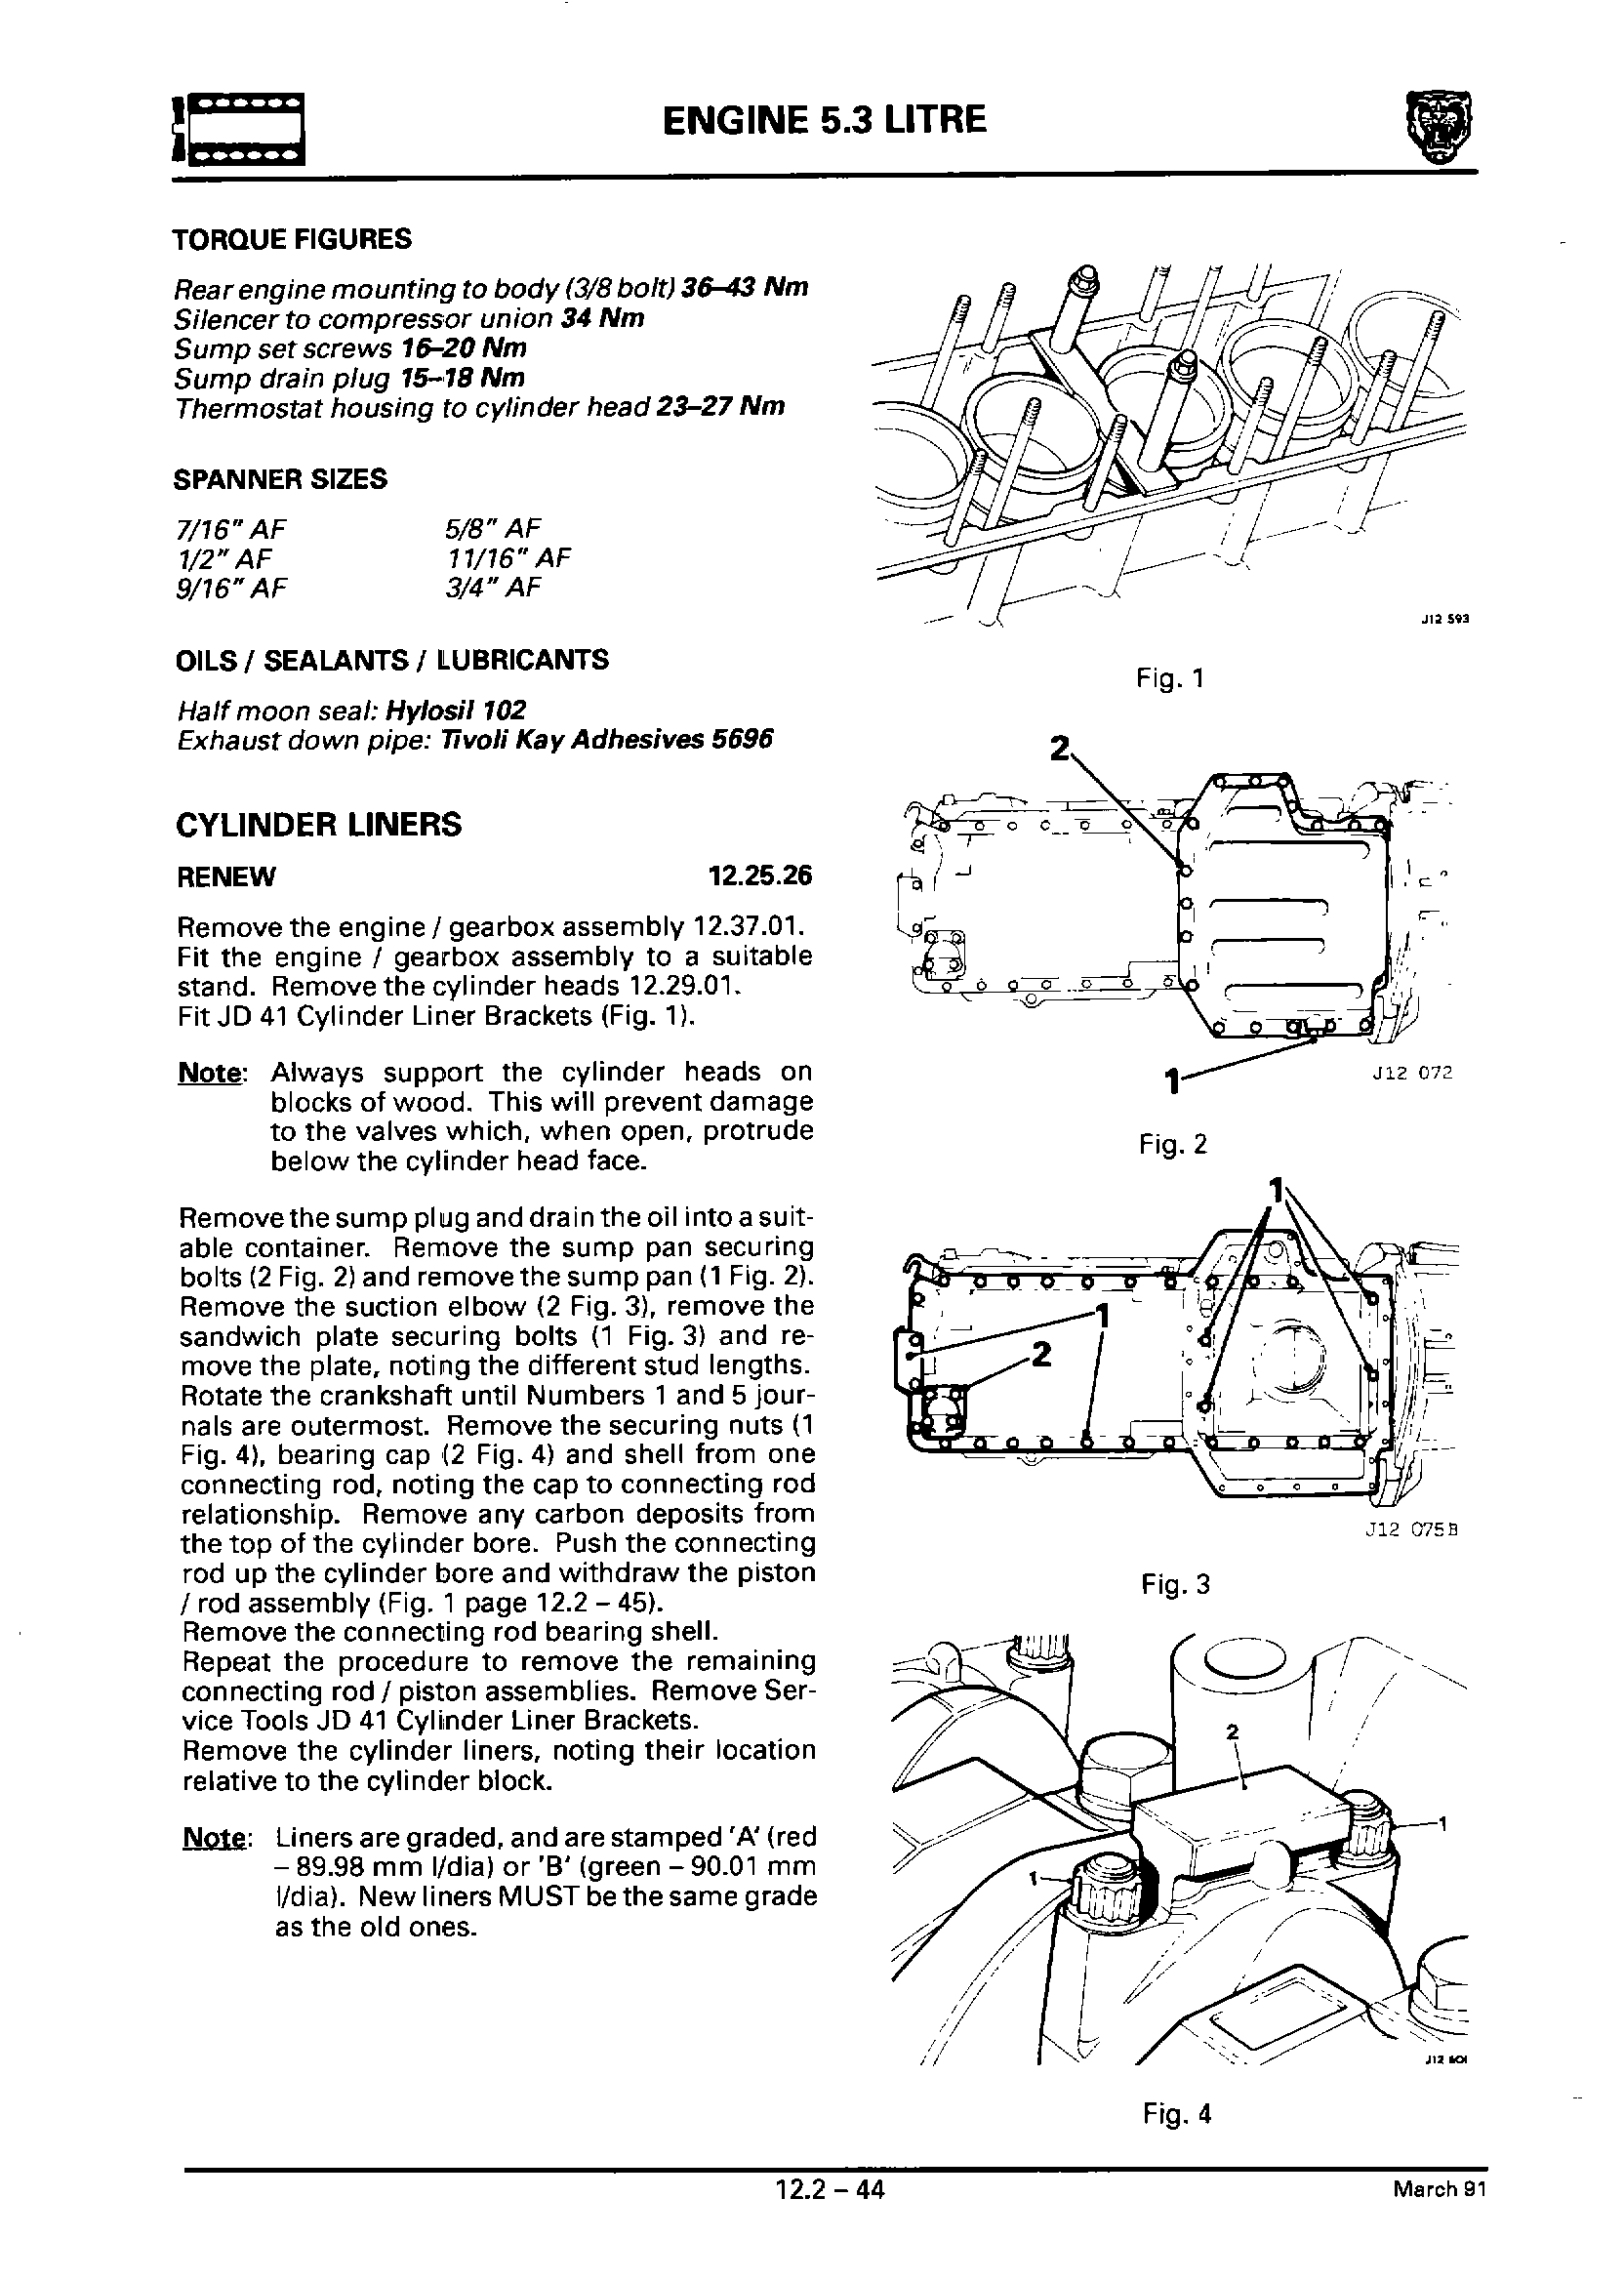 ENGINE 5.3 LITRE
TORQUE FIGURES
Rear engine mounting to body (3/8 bolt) 36–43 Nm
Silencer to compressor union 34 Nm
Sump set screws 16–20 Nm
Sump drain plug 15–18 Nm
Thermostat housing to cylinder head 23–27 Nm
SPANNER SIZES
7/16" AF 5/8" AF
1/2" AF 11/16" AF
9/16" AF 3/4" AF
OILS / SEALANTS / LUBRICANTS
Half moon seal: Hylosil 102
Exhaust down pipe: Tivoli Kay Adhesives 5696
CYLINDER LINERS
RENEW 12.25.26
Remove the engine / gearbox assembly 12.37.01.
Fit the engine / gearbox assembly to a suitable
stand. Remove the cylinder heads 12.29.01.
Fit JD 41 Cylinder Liner Brackets (Fig. 1).
Note: Always support the cylinder heads on
blocks of wood. This will prevent damage
to the valves which, when open, protrude
below the cylinder head face.
Remove the sump plug and drain the oil into a suit-
able container. Remove the sump pan securing
bolts (2 Fig. 2) and remove the sump pan (1 Fig. 2).
Remove the suction elbow (2 Fig. 3), remove the
sandwich plate securing bolts (1 Fig. 3) and re-
move the plate, noting the different stud lengths.
Rotate the crankshaft until Numbers 1 and 5 jour-
nals are outermost. Remove the securing nuts (1
Fig. 4), bearing cap (2 Fig. 4) and shell from one
connecting rod, noting the cap to connecting rod
relationship. Remove any carbon deposits from
the top of the cylinder bore. Push the connecting
rod up the cylinder bore and withdraw the piston
/ rod assembly (Fig. 1 page 12.2 – 45).
Remove the connecting rod bearing shell.
Repeat the procedure to remove the remaining
connecting rod / piston assemblies. Remove Ser-
vice Tools JD 41 Cylinder Liner Brackets.
Remove the cylinder liners, noting their location
relative to the cylinder block.
Note: Liners are graded, and are stamped 'A' (red
– 89.98 mm I/dia) or 'B' (green – 90.01 mm
I/dia). New liners MUST be the same grade
as the old ones.
J12 593
Fig. 1
2
1
J12 072
Fig. 2
1
1
2
J12 075B
Fig. 3
2
1
1
J12 601
Fig. 4
12.2 – 44
March 91